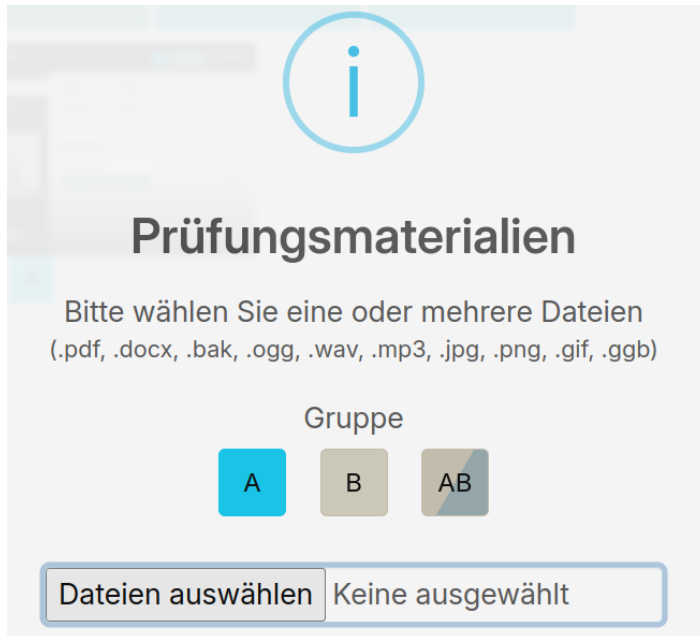 i
Prüfungsmaterialien
Bitte wählen Sie eine oder mehrere Dateien
(.pdf, .docx, .bak, .ogg, .wav, .mp3, .jpg, .png, .gif, .ggb)
Gruppe
A B AB
Dateien auswählen Keine ausgewählt